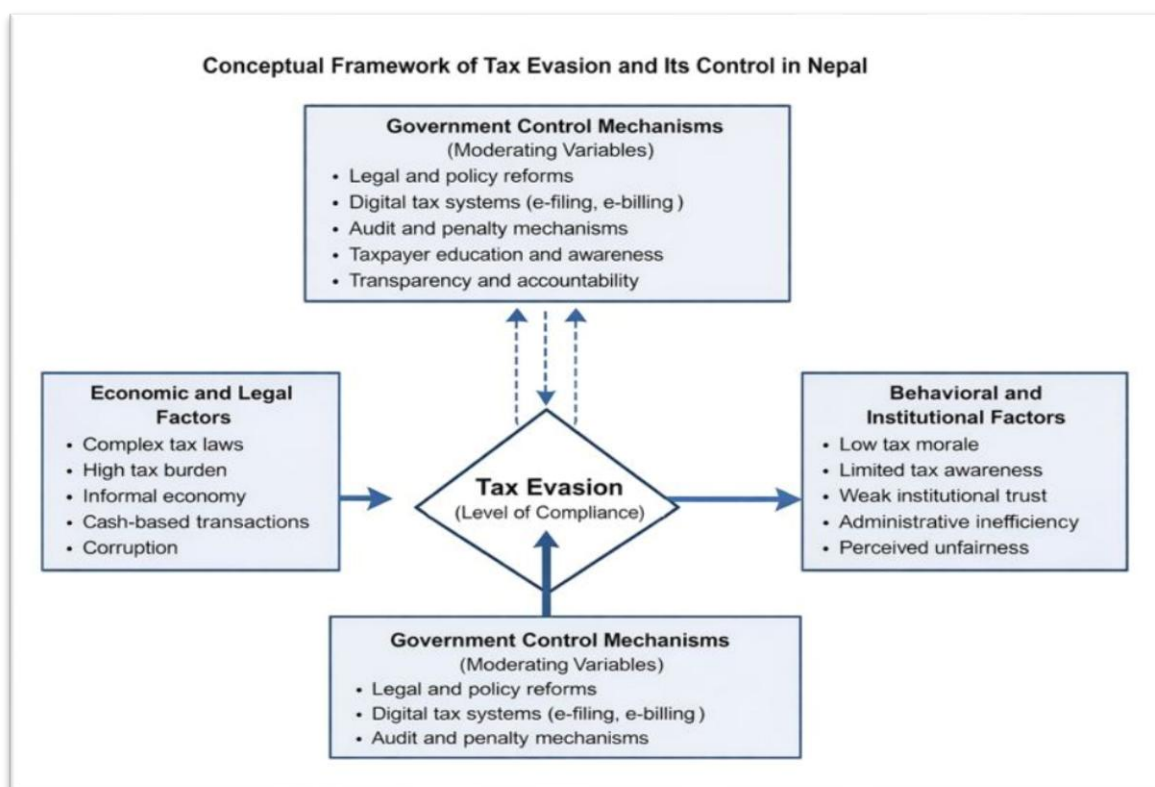 Conceptual Framework of Tax Evasion and Its Control in Nepal
Government Control Mechanisms
(Moderating Variables)
• Legal and policy reforms
• Digital tax systems (e-filing, e-billing )
• Audit and penalty mechanisms
• Taxpayer education and awareness
• Transparency and accountability
Economic and Legal
Factors
• Complex tax laws
• High tax burden
• Informal economy
• Cash-based transactions
• Corruption
Tax Evasion
(Level of Compliance)
Behavioral and
Institutional Factors
• Low tax morale
• Limited tax awareness
• Weak institutional trust
• Administrative inefficiency
• Perceived unfairness
Government Control Mechanisms
(Moderating Variables)
• Legal and policy reforms
• Digital tax systems (e-filing, e-billing )
• Audit and penalty mechanisms